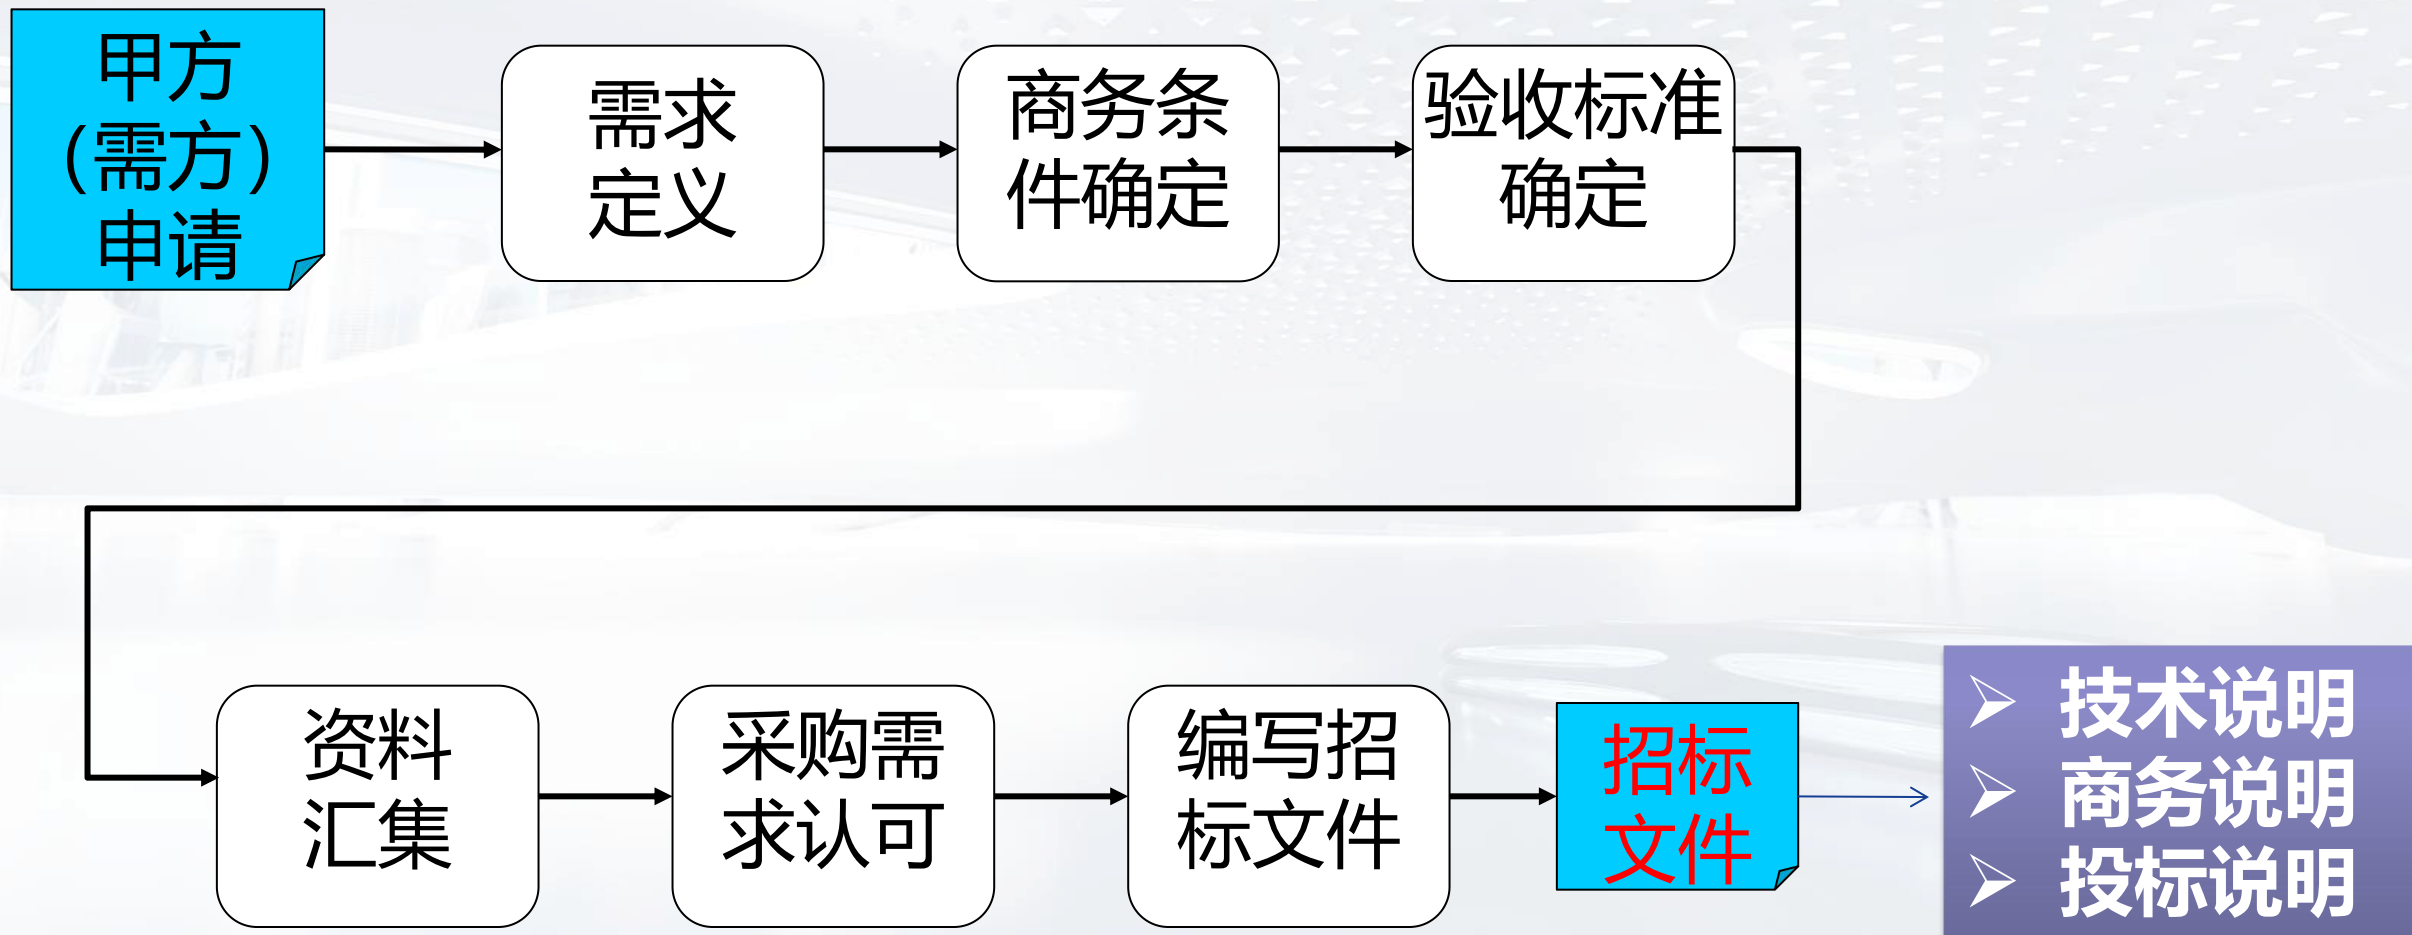 甲方
(需方)
申请
需求
定义
商务条
件确定
验收标准
确定
资料
汇集
采购需
求认可
编写招
标文件
招标
文件
➢ 技术说明
➢ 商务说明
➢ 投标说明